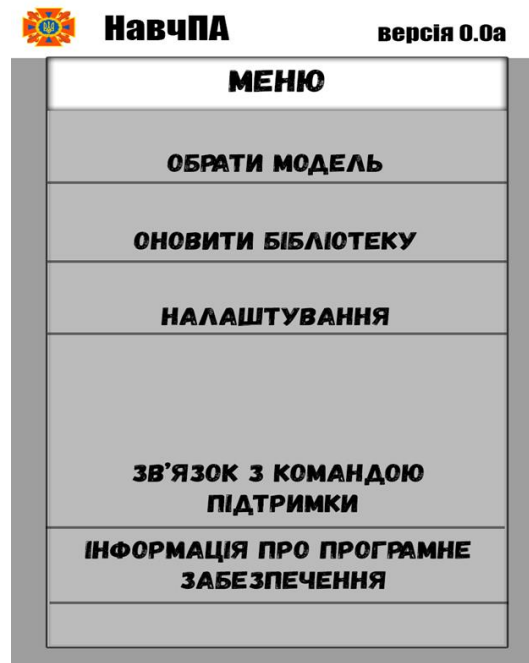 НавчПА
версія 0.0а
МЕНЮ
ОБРАТИ МОДЕЛЬ
ОНОВИТИ БІБЛІОТЕКУ
НАЛАШТУВАННЯ
ЗВ'ЯЗОК З КОМАНДОЮ
ПІДТРИМКИ
ІНФОРМАЦІЯ ПРО ПРОГРАМНЕ
ЗАБЕЗПЕЧЕННЯ